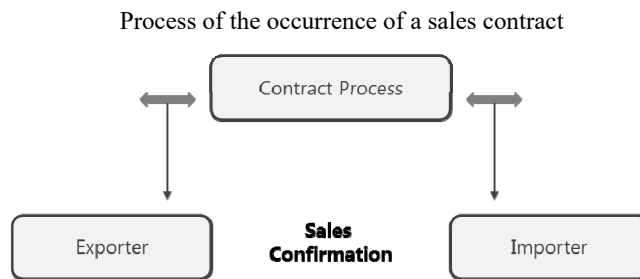 Process of the occurrence of a sales contract
Contract Process
Exporter
Sales
Confirmation
Importer